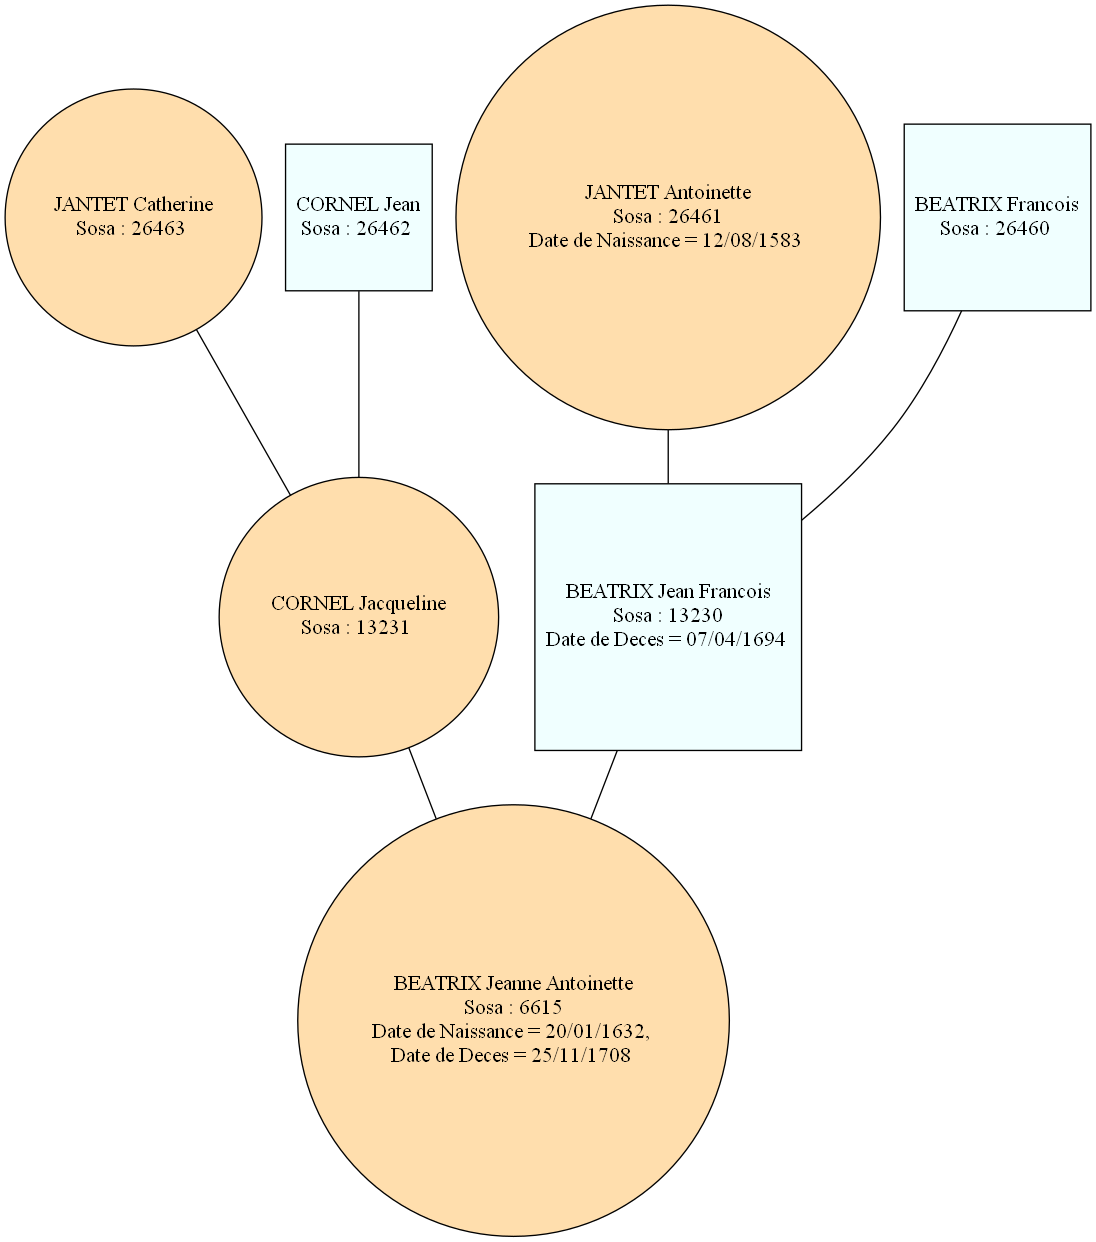 JANTET Catherine
Sosa : 26463
CORNEL Jean
Sosa : 26462
JANTET Antoinette
Sosa : 26461
Date de Naissance = 12/08/1583
BEATRIX Francois
Sosa : 26460
CORNEL Jacqueline
Sosa : 13231
BEATRIX Jean Francois
Sosa : 13230
Date de Deces = 07/04/1694
BEATRIX Jeanne Antoinette
Sosa : 6615
Date de Naissance = 20/01/1632,
Date de Deces = 25/11/1708